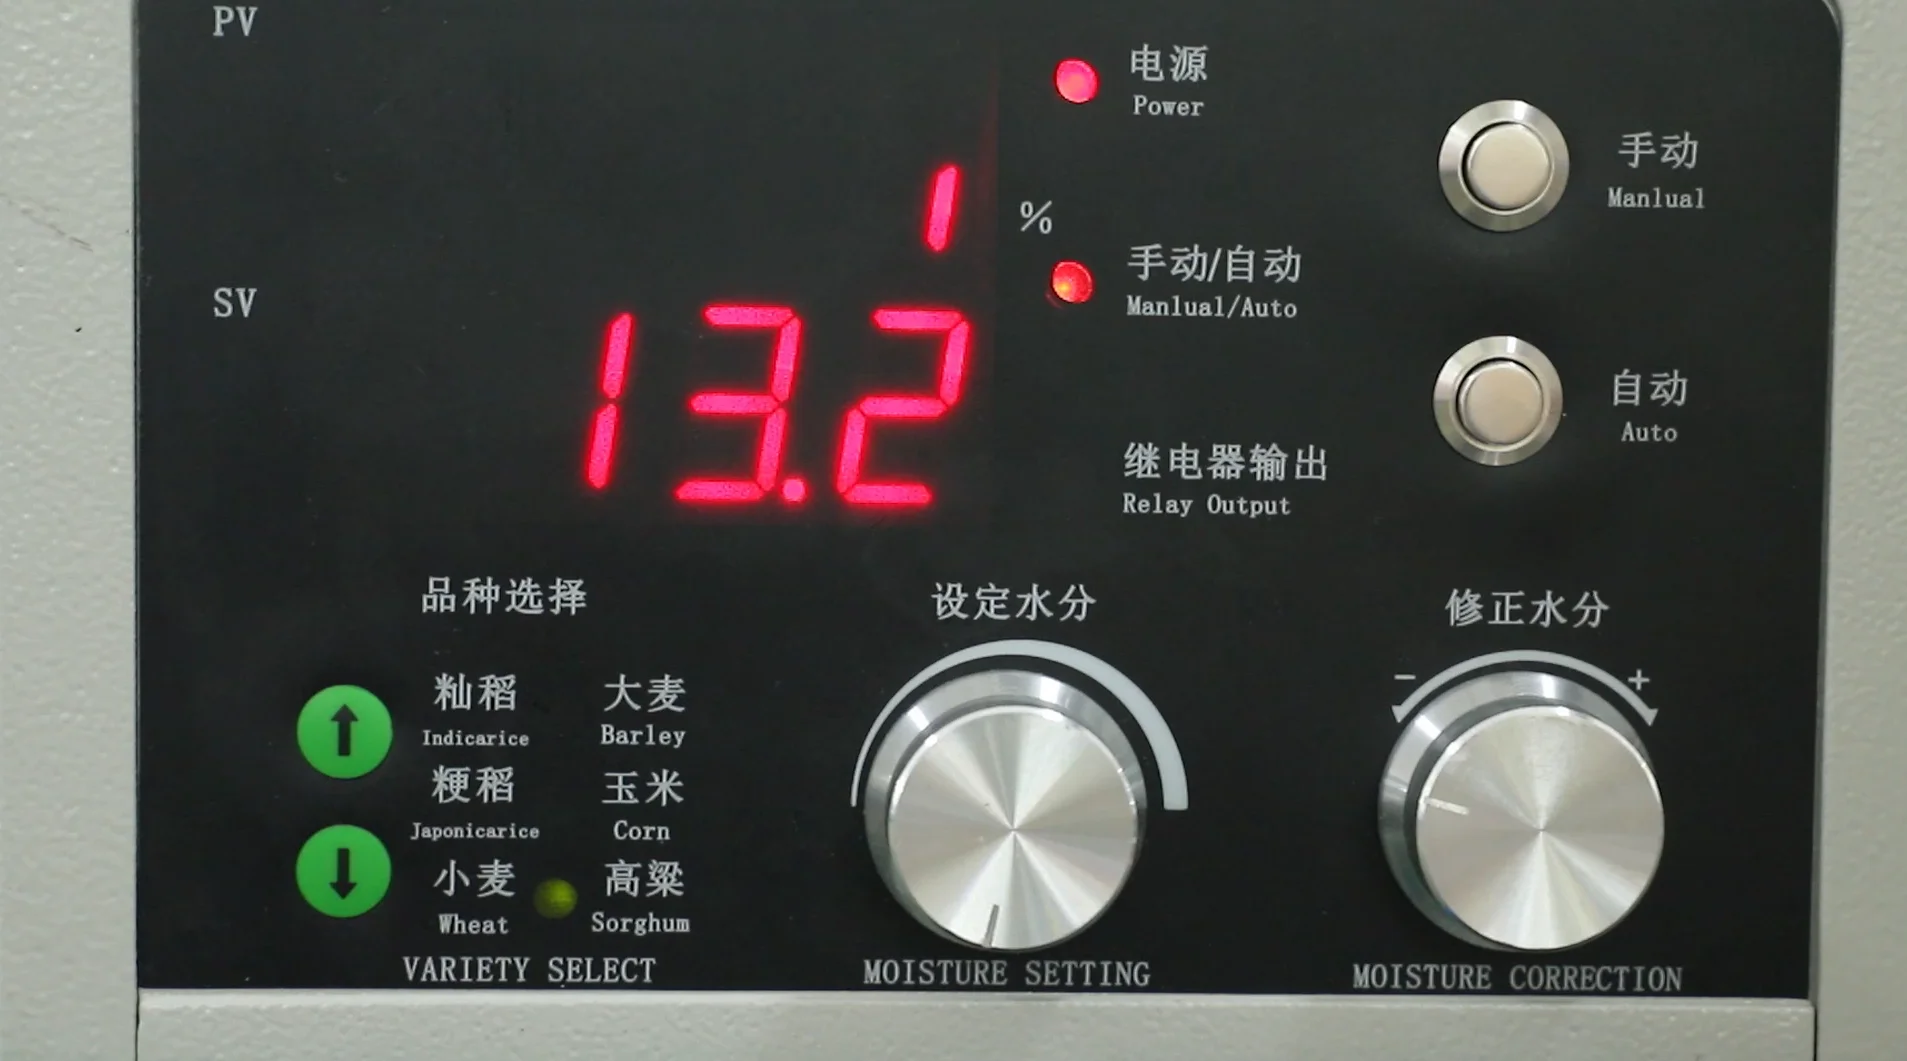 PV
电源
Power
手动
Manlual
1
%
手动/自动
Manlual/Auto
SV
13.2
自动
Auto
继电器输出
Relay Output
品种选择
设定水分
修正水分
- +
籼稻 大麦
Indicarice Barley
粳稻 玉米
Japonicarice Corn
小麦 高粱
Wheat Sorghum
VARIETY SELECT
MOISTURE SETTING
MOISTURE CORRECTION